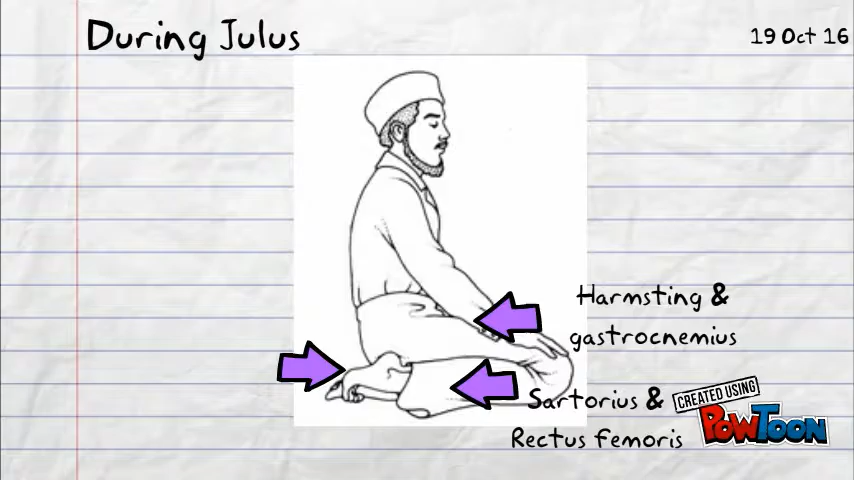 During Julus
19 Oct 16
Harmsting &
gastrocnemius
Sartorius &
Rectus femoris
CREATED USING
POWTOON